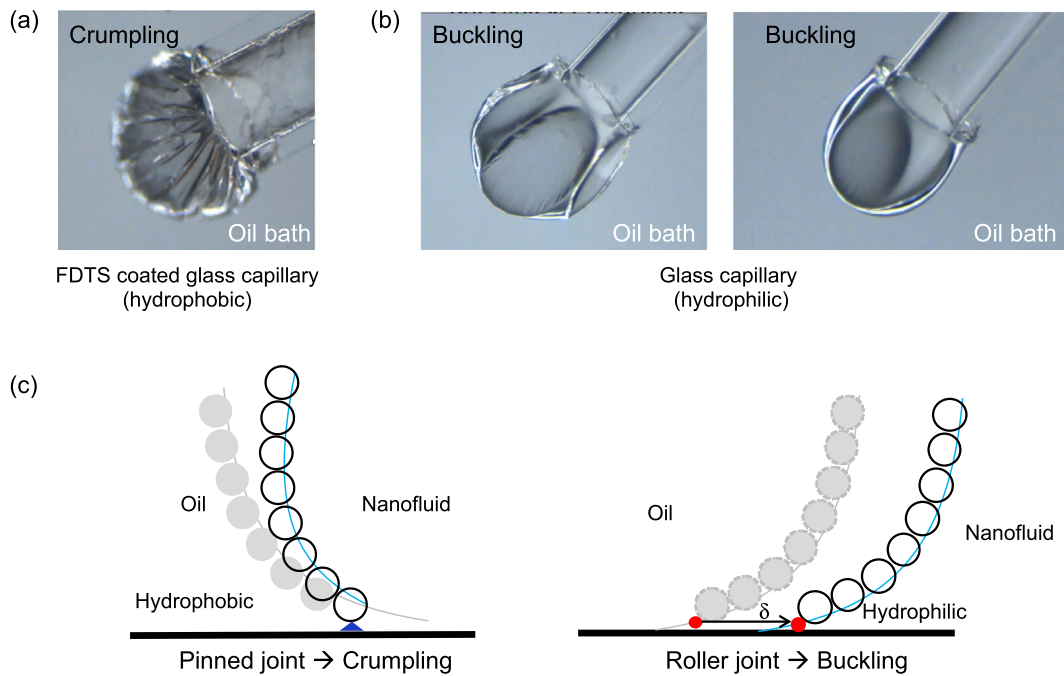 (a)
Crumpling
Oil bath
FDTS coated glass capillary
(hydrophobic)
(b)
Buckling
Oil bath
Buckling
Oil bath
Glass capillary
(hydrophilic)
(c)
Oil
Nanofluid
Hydrophobic
Pinned joint → Crumpling
Oil
Nanofluid
δ
Hydrophilic
Roller joint → Buckling